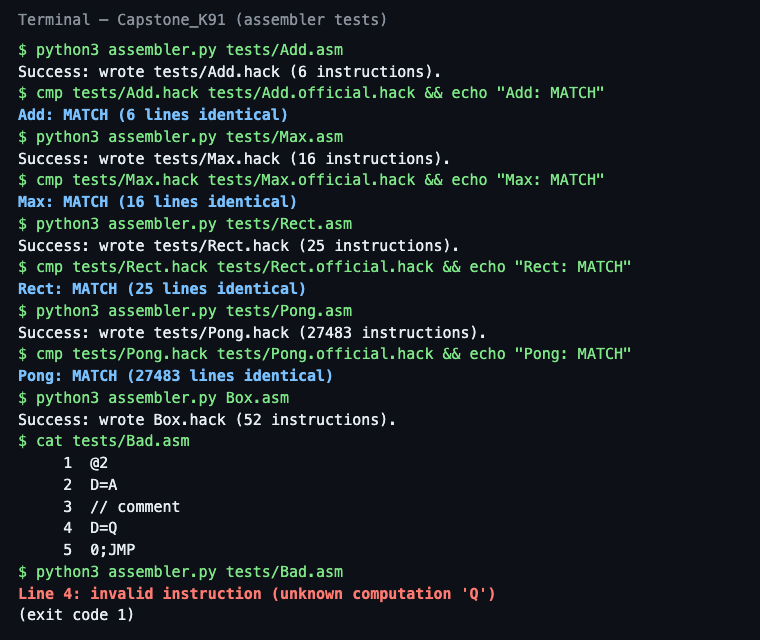 Terminal — Capstone_K91 (assembler tests)
$ python3 assembler.py tests/Add.asm
Success: wrote tests/Add.hack (6 instructions).
$ cmp tests/Add.hack tests/Add.official.hack && echo "Add: MATCH"
Add: MATCH (6 lines identical)
$ python3 assembler.py tests/Max.asm
Success: wrote tests/Max.hack (16 instructions).
$ cmp tests/Max.hack tests/Max.official.hack && echo "Max: MATCH"
Max: MATCH (16 lines identical)
$ python3 assembler.py tests/Rect.asm
Success: wrote tests/Rect.hack (25 instructions).
$ cmp tests/Rect.hack tests/Rect.official.hack && echo "Rect: MATCH"
Rect: MATCH (25 lines identical)
$ python3 assembler.py tests/Pong.asm
Success: wrote tests/Pong.hack (27483 instructions).
$ cmp tests/Pong.hack tests/Pong.official.hack && echo "Pong: MATCH"
Pong: MATCH (27483 lines identical)
$ python3 assembler.py Box.asm
Success: wrote Box.hack (52 instructions).
$ cat tests/Bad.asm
1 @2
2 D=A
3 // comment
4 D=Q
5 0;JMP
$ python3 assembler.py tests/Bad.asm
Line 4: invalid instruction (unknown computation 'Q')
(exit code 1)